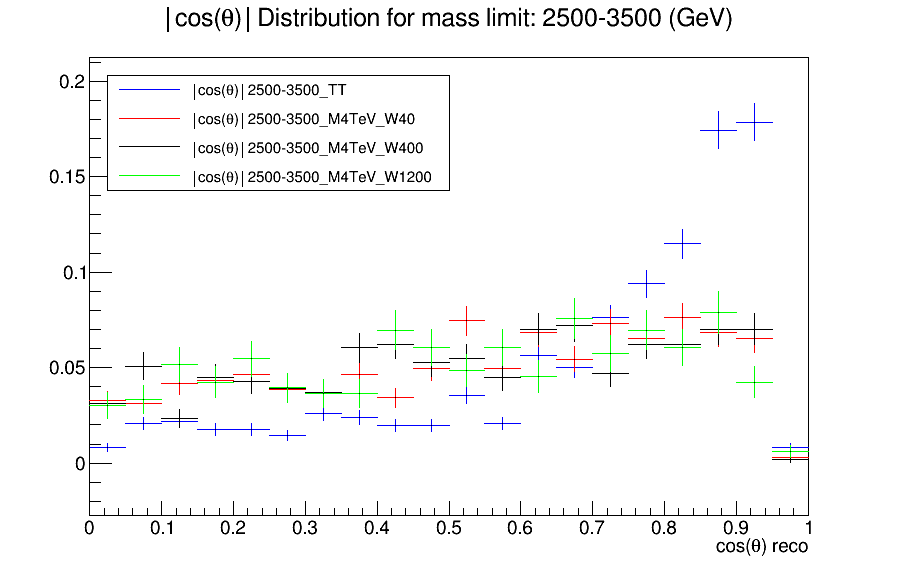 |cos(θ)| Distribution for mass limit: 2500-3500 (GeV)
0.2
0.15
0.1
0.05
0
|cos(θ)| 2500-3500_TT
|cos(θ)| 2500-3500_M4TeV_W40
|cos(θ)| 2500-3500_M4TeV_W400
|cos(θ)| 2500-3500_M4TeV_W1200
0 0.1 0.2 0.3 0.4 0.5 0.6 0.7 0.8 0.9 1
cos(θ) reco